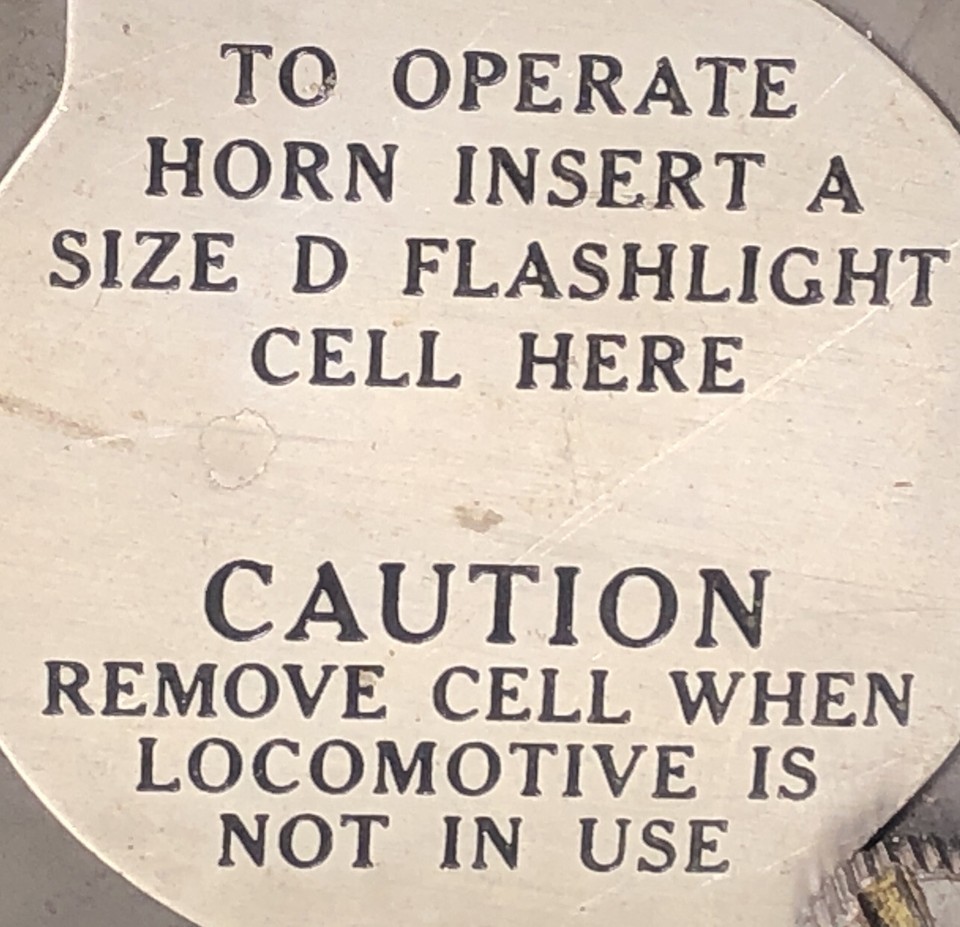 TO OPERATE
HORN INSERT A
SIZE D FLASHLIGHT
CELL HERE
CAUTION
REMOVE CELL WHEN
LOCOMOTIVE IS
NOT IN USE